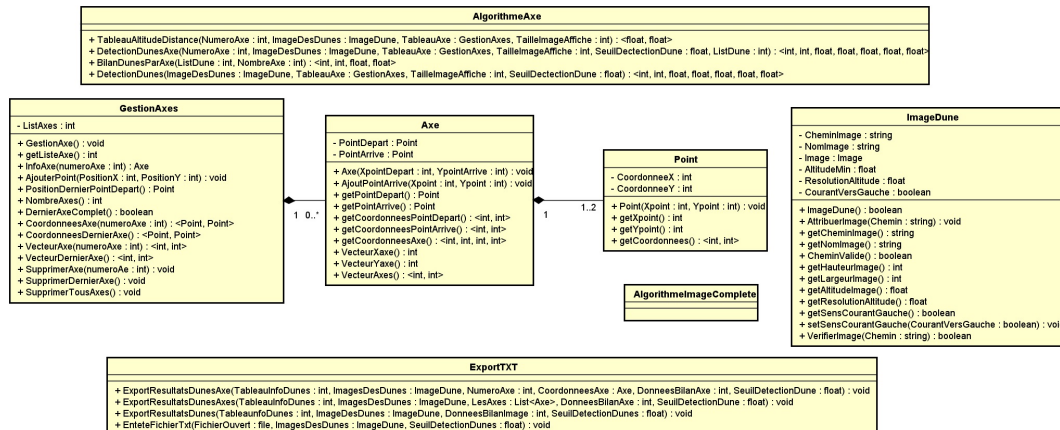 AlgorithmeAxe
+ TableauAltitudeDistance(NumeroAxe : int, ImageDesDunes : ImageDune, TableauAxe : GestionAxes, TailleImageAffiche : int) : <float, float>
+ DetectionDunesAxe(NumeroAxe : int, ImageDesDunes : ImageDune, TableauAxe : GestionAxes, TailleImageAffiche : int, SeuilDectectionDune : float, ListDune : int) : <int, int, float, float, float, float, float>
+ BilanDunesParAxe(ListDune : int, NombreAxe : int) : <int, int, float, float>
+ DetectionDunes(ImageDesDunes : ImageDune, TableauAxe : GestionAxes, TailleImageAffiche : int, SeuilDectectionDune : float) : <int, int, float, float, float, float, float>
GestionAxes
- ListAxes : int
+ GestionAxe() : void
+ getListeAxe() : int
+ InfoAxe(numeroAxe : int) : Axe
+ AjouterPoint(PositionX : int, PositionY : int) : void
+ PositionDernierPointDepart() : Point
+ NombreAxes() : int
+ DernierAxeComplet() : boolean
+ CoordonneesAxe(numeroAxe : int) : <Point, Point>
+ CoordonneesDernierAxe() : <Point, Point>
+ VecteurAxe(numeroAxe : int) : <int, int>
+ VecteurDernierAxe() : <int, int>
+ SupprimerAxe(numeroAe : int) : void
+ SupprimerDernierAxe() : void
+ SupprimerTousAxes() : void
1 0..*
Axe
- PointDepart : Point
- PointArrive : Point
+ Axe(XpointDepart : int, YpointArrive : int) : void
+ AjoutPointArrive(Xpoint : int, Ypoint : int) : void
+ getPointDepart() : Point
+ getPointArrive() : Point
+ getCoordonneesPointDepart() : <int, int>
+ getCoordonneesPointArrive() : <int, int>
+ getCoordonneesAxe() : <int, int, int, int>
+ VecteurXaxe() : int
+ VecteurYaxe() : int
+ VecteurAxes() : <int, int>
1 1..2
Point
- CoordonneeX : int
- CoordonneeY : int
+ Point(Xpoint : int, Ypoint : int) : void
+ getXpoint() : int
+ getYpoint() : int
+ getCoordonnees() : <int, int>
AlgorithmeImageComplete
ImageDune
- CheminImage : string
- NomImage : string
- Image : Image
- AltitudeMin : float
- ResolutionAltitude : float
- CourantVersGauche : boolean
+ ImageDune() : boolean
+ AttribuerImage(Chemin : string) : void
+ getCheminImage() : string
+ getNomImage() : string
+ CheminValide() : boolean
+ getHauteurImage() : int
+ getLargeurImage() : int
+ getAltitudeImage() : float
+ getResolutionAltitude() : float
+ getSensCourantGauche() : boolean
+ setSensCourantGauche(CourantVersGauche : boolean) : voi
+ VerifierImage(Chemin : string) : boolean
ExportTXT
+ ExportResultatsDunesAxe(TableauInfoDunes : int, ImagesDesDunes : ImageDune, NumeroAxe : int, CoordonneesAxe : Axe, DonneesBilanAxe : int, SeuilDetectionDune : float) : void
+ ExportResultatsDunesAxes(TableauInfoDunes : int, ImagesDesDunes : ImageDune, LesAxes : List<Axe>, DonneesBilanAxe : int, SeuilDetectionDune : float) : void
+ ExportResultatsDunes(TableaunfoDunes : int, ImageDesDunes : ImageDune, DonneesBilanImage : int, SeuilDetectionDunes : float) : void
+ EnteteFichierTxt(FichierOuvert : file, ImagesDesDunes : ImageDune, SeuilDetectionDunes : float) : void